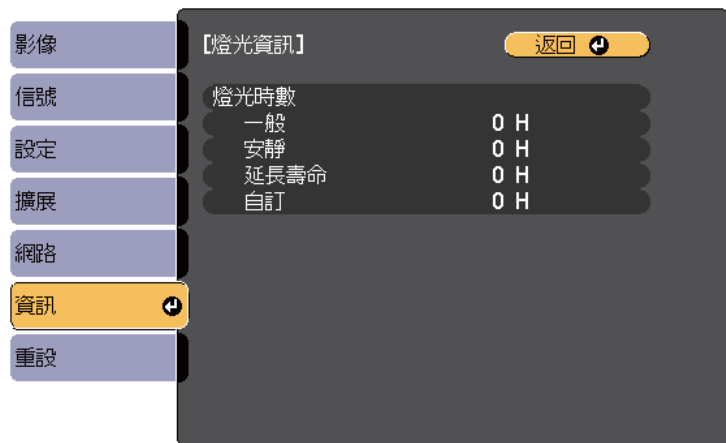 影像
信號
設定
擴展
網路
資訊
重設
[燈光資訊]
返回
燈光時數
一般 0 H
安靜 0 H
延長壽命 0 H
自訂 0 H